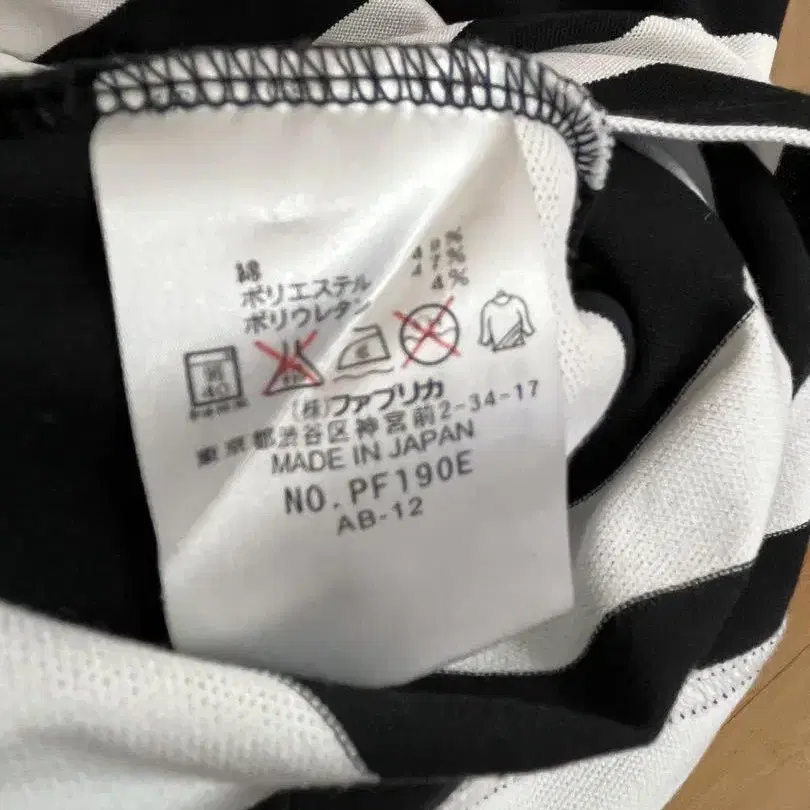 綿 49%
ポリエステル 47%
ポリウレタン 4%
40
(株)ファブリカ
東京都渋谷区神宮前2-34-17
MADE IN JAPAN
NO.PF190E
AB-12